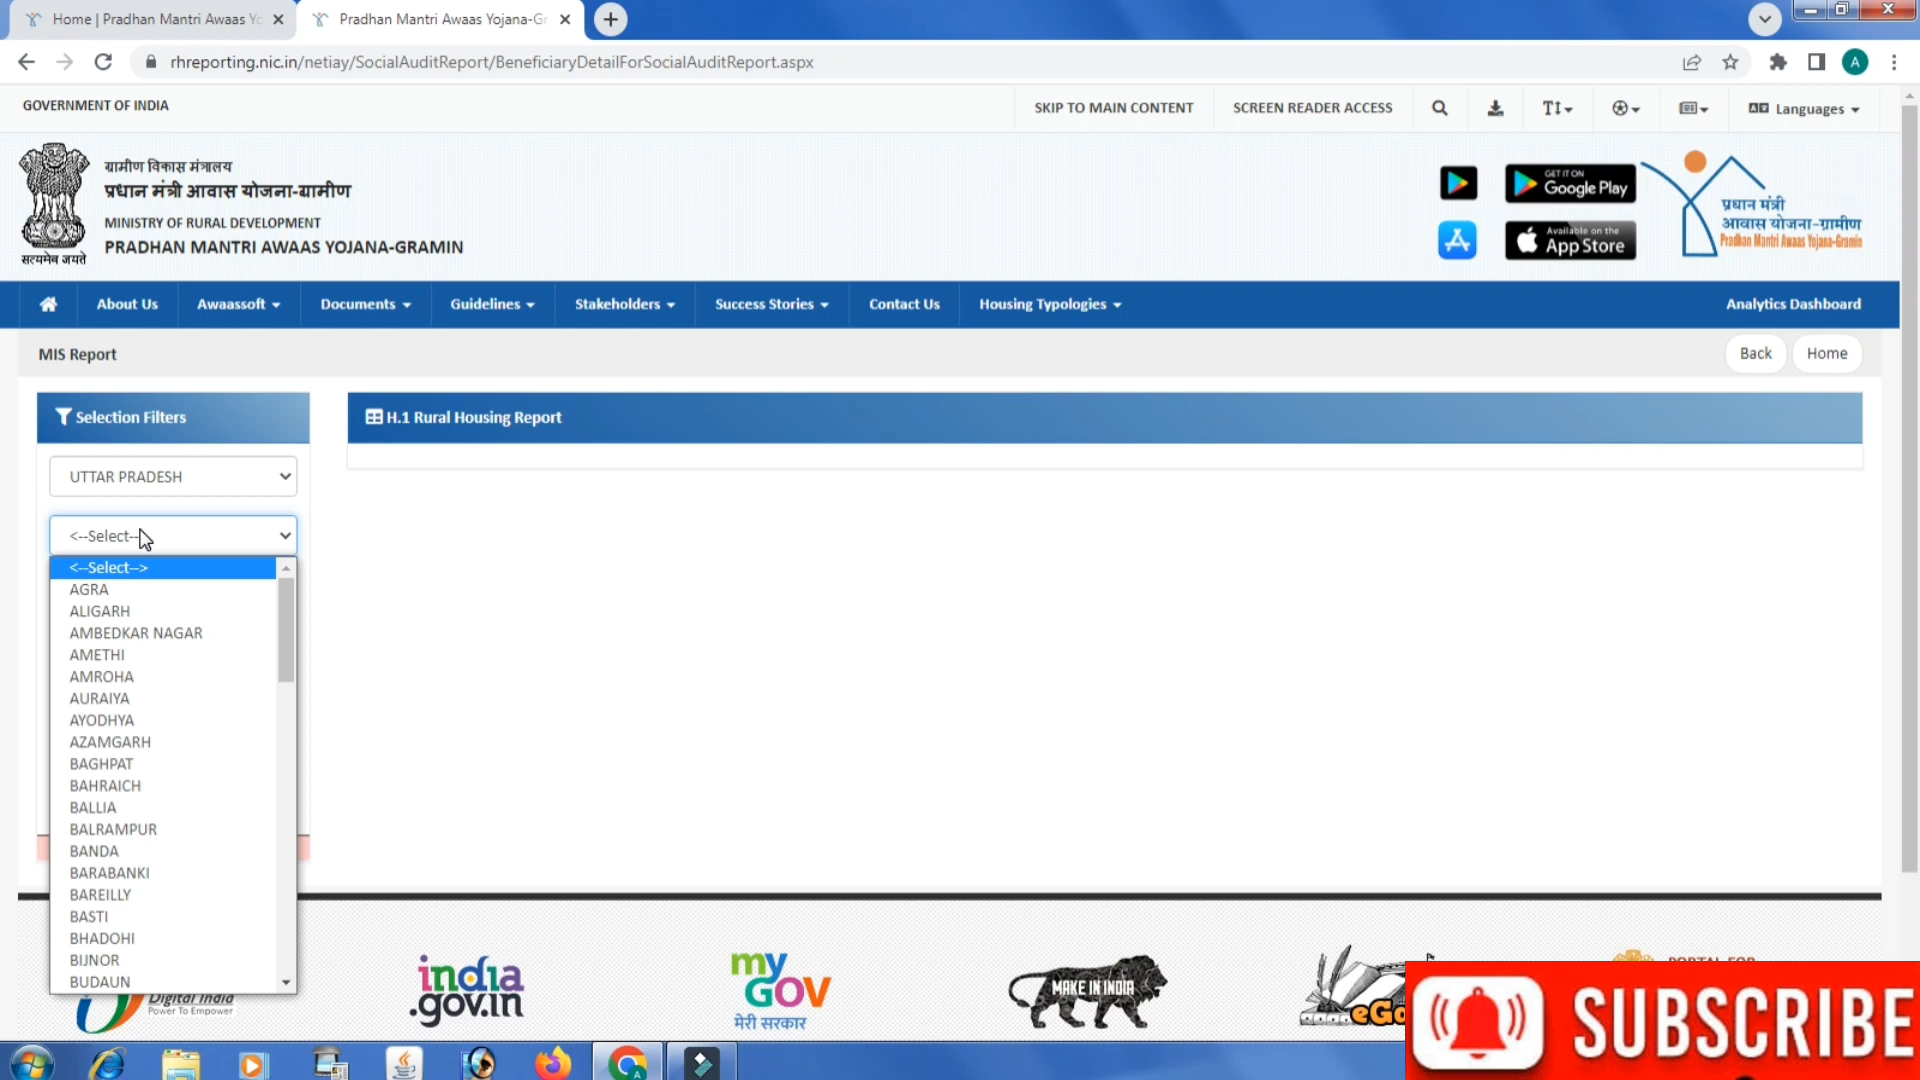 Home | Pradhan Mantri Awaas Yo
Pradhan Mantri Awaas Yojana-Gr
rhreporting.nic.in/netiay/SocialAuditReport/BeneficiaryDetailForSocialAuditReport.aspx
A
GOVERNMENT OF INDIA
SKIP TO MAIN CONTENT
SCREEN READER ACCESS
Languages
ग्रामीण विकास मंत्रालय
प्रधान मंत्री आवास योजना-ग्रामीण
MINISTRY OF RURAL DEVELOPMENT
PRADHAN MANTRI AWAAS YOJANA-GRAMIN
सत्यमेव जयते
GET IT ON
Google Play
Available on the
App Store
प्रधान मंत्री
आवास योजना-ग्रामीण
Pradhan Mantri Awaas Yojana-Gramin
About Us
Awaassoft
Documents
Guidelines
Stakeholders
Success Stories
Contact Us
Housing Typologies
Analytics Dashboard
MIS Report
Back
Home
Selection Filters
H.1 Rural Housing Report
UTTAR PRADESH
<--Select--
<--Select-->
AGRA
ALIGARH
AMBEDKAR NAGAR
AMETHI
AMROHA
AURAIYA
AYODHYA
AZAMGARH
BAGHPAT
BAHRAICH
BALLIA
BALRAMPUR
BANDA
BARABANKI
BAREILLY
BASTI
BHADOHI
BIJNOR
BUDAUN
Digital India
Power To Empower
india
.gov.in
my
GOV
मेरी सरकार
MAKE IN INDIA
eGo
PORTAL FOR
SUBSCRIBE